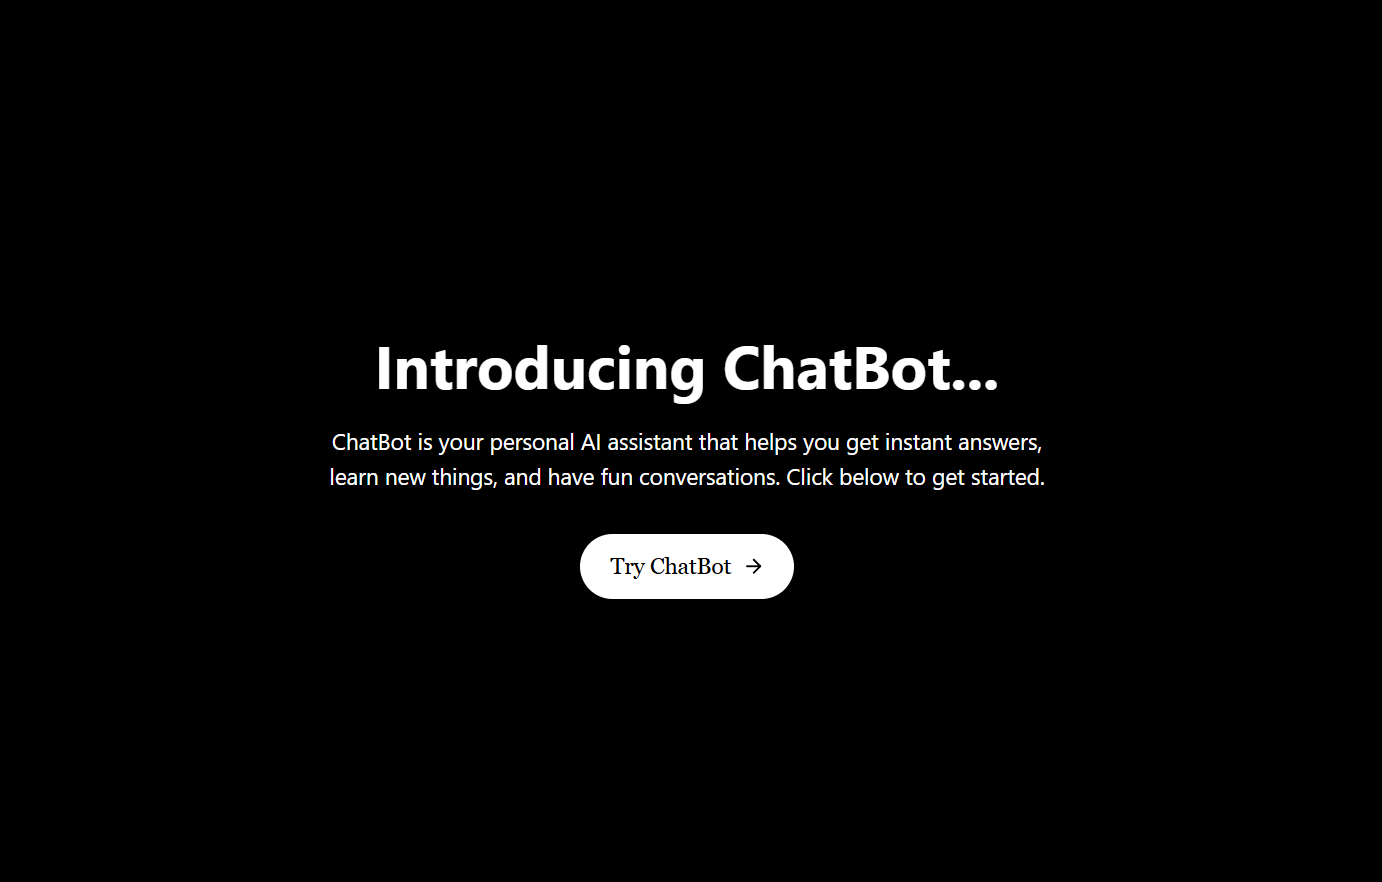 Introducing ChatBot...
ChatBot is your personal AI assistant that helps you get instant answers,
learn new things, and have fun conversations. Click below to get started.
Try ChatBot →